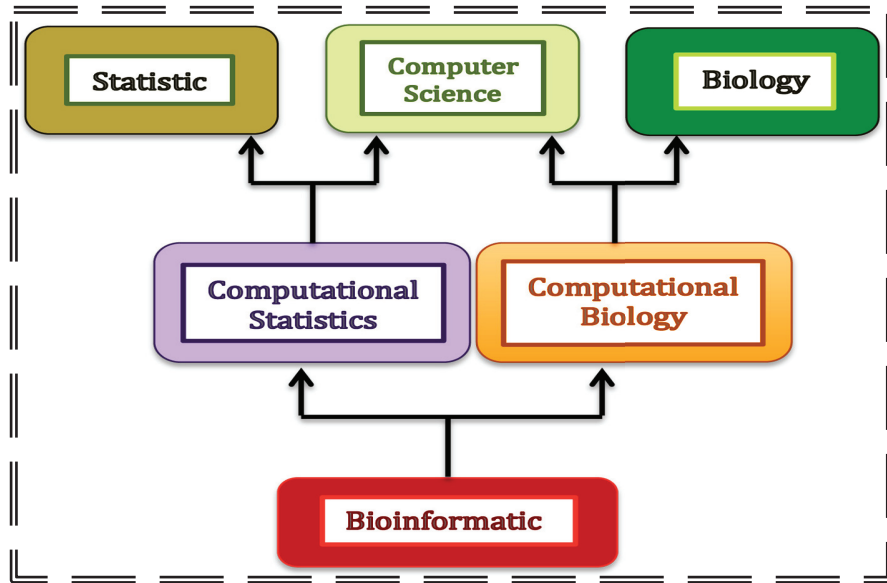 Statistic
Computer
Science
Biology
Computational
Statistics
Computational
Biology
Bioinformatic